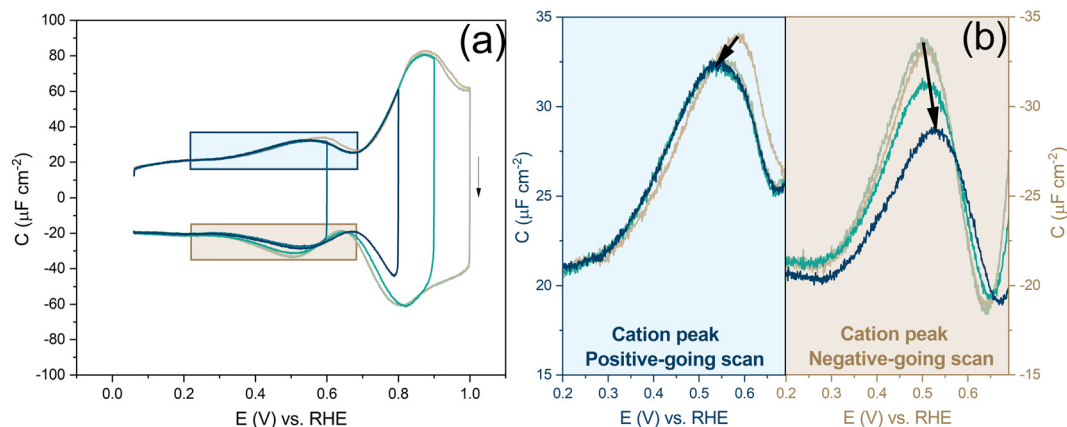 (a)
100
80
60
40
20
0
-20
-40
-60
-80
-100
C (μF cm⁻²)
0.0 0.2 0.4 0.6 0.8 1.0
E (V) vs. RHE
(b)
35
30
25
20
15
C (μF cm⁻²)
Cation peak
Positive-going scan
0.2 0.3 0.4 0.5 0.6
E (V) vs. RHE
Cation peak
Negative-going scan
0.2 0.3 0.4 0.5 0.6
E (V) vs. RHE
-35
-30
-25
-20
-15
C (μF cm⁻²)